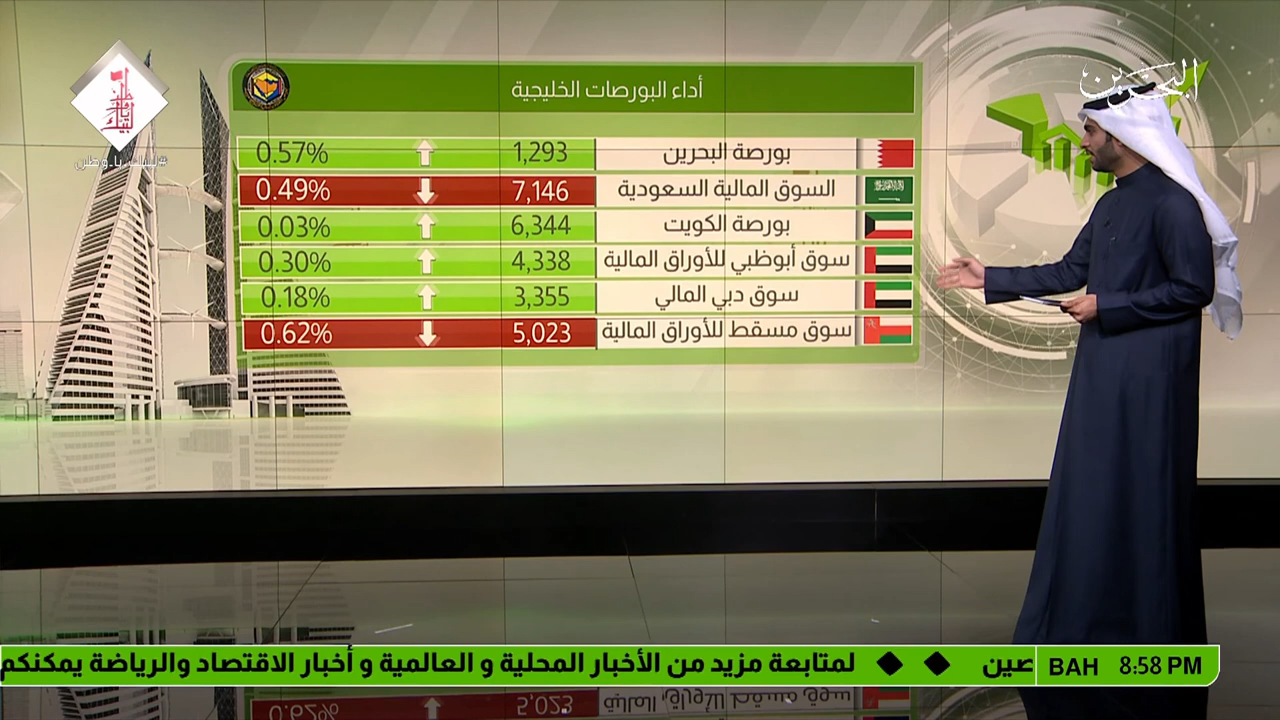 البحرين
#لبيك_يا_وطن
أداء البورصات الخليجية
بورصة البحرين 1,293 0.57%
السوق المالية السعودية 7,146 0.49%
بورصة الكويت 6,344 0.03%
سوق أبوظبي للأوراق المالية 4,338 0.30%
سوق دبي المالي 3,355 0.18%
سوق مسقط للأوراق المالية 5,023 0.62%
صين ◆ ◆ لمتابعة مزيد من الأخبار المحلية و العالمية و أخبار الاقتصاد والرياضة يمكنكم
BAH 8:58 PM